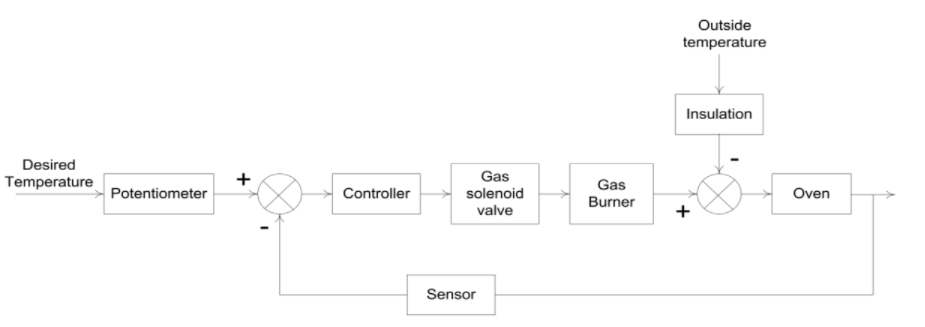 Outside
temperature
Insulation
-
Desired
Temperature
Potentiometer
+
-
Controller
Gas
solenoid
valve
Gas
Burner
+
Oven
Sensor